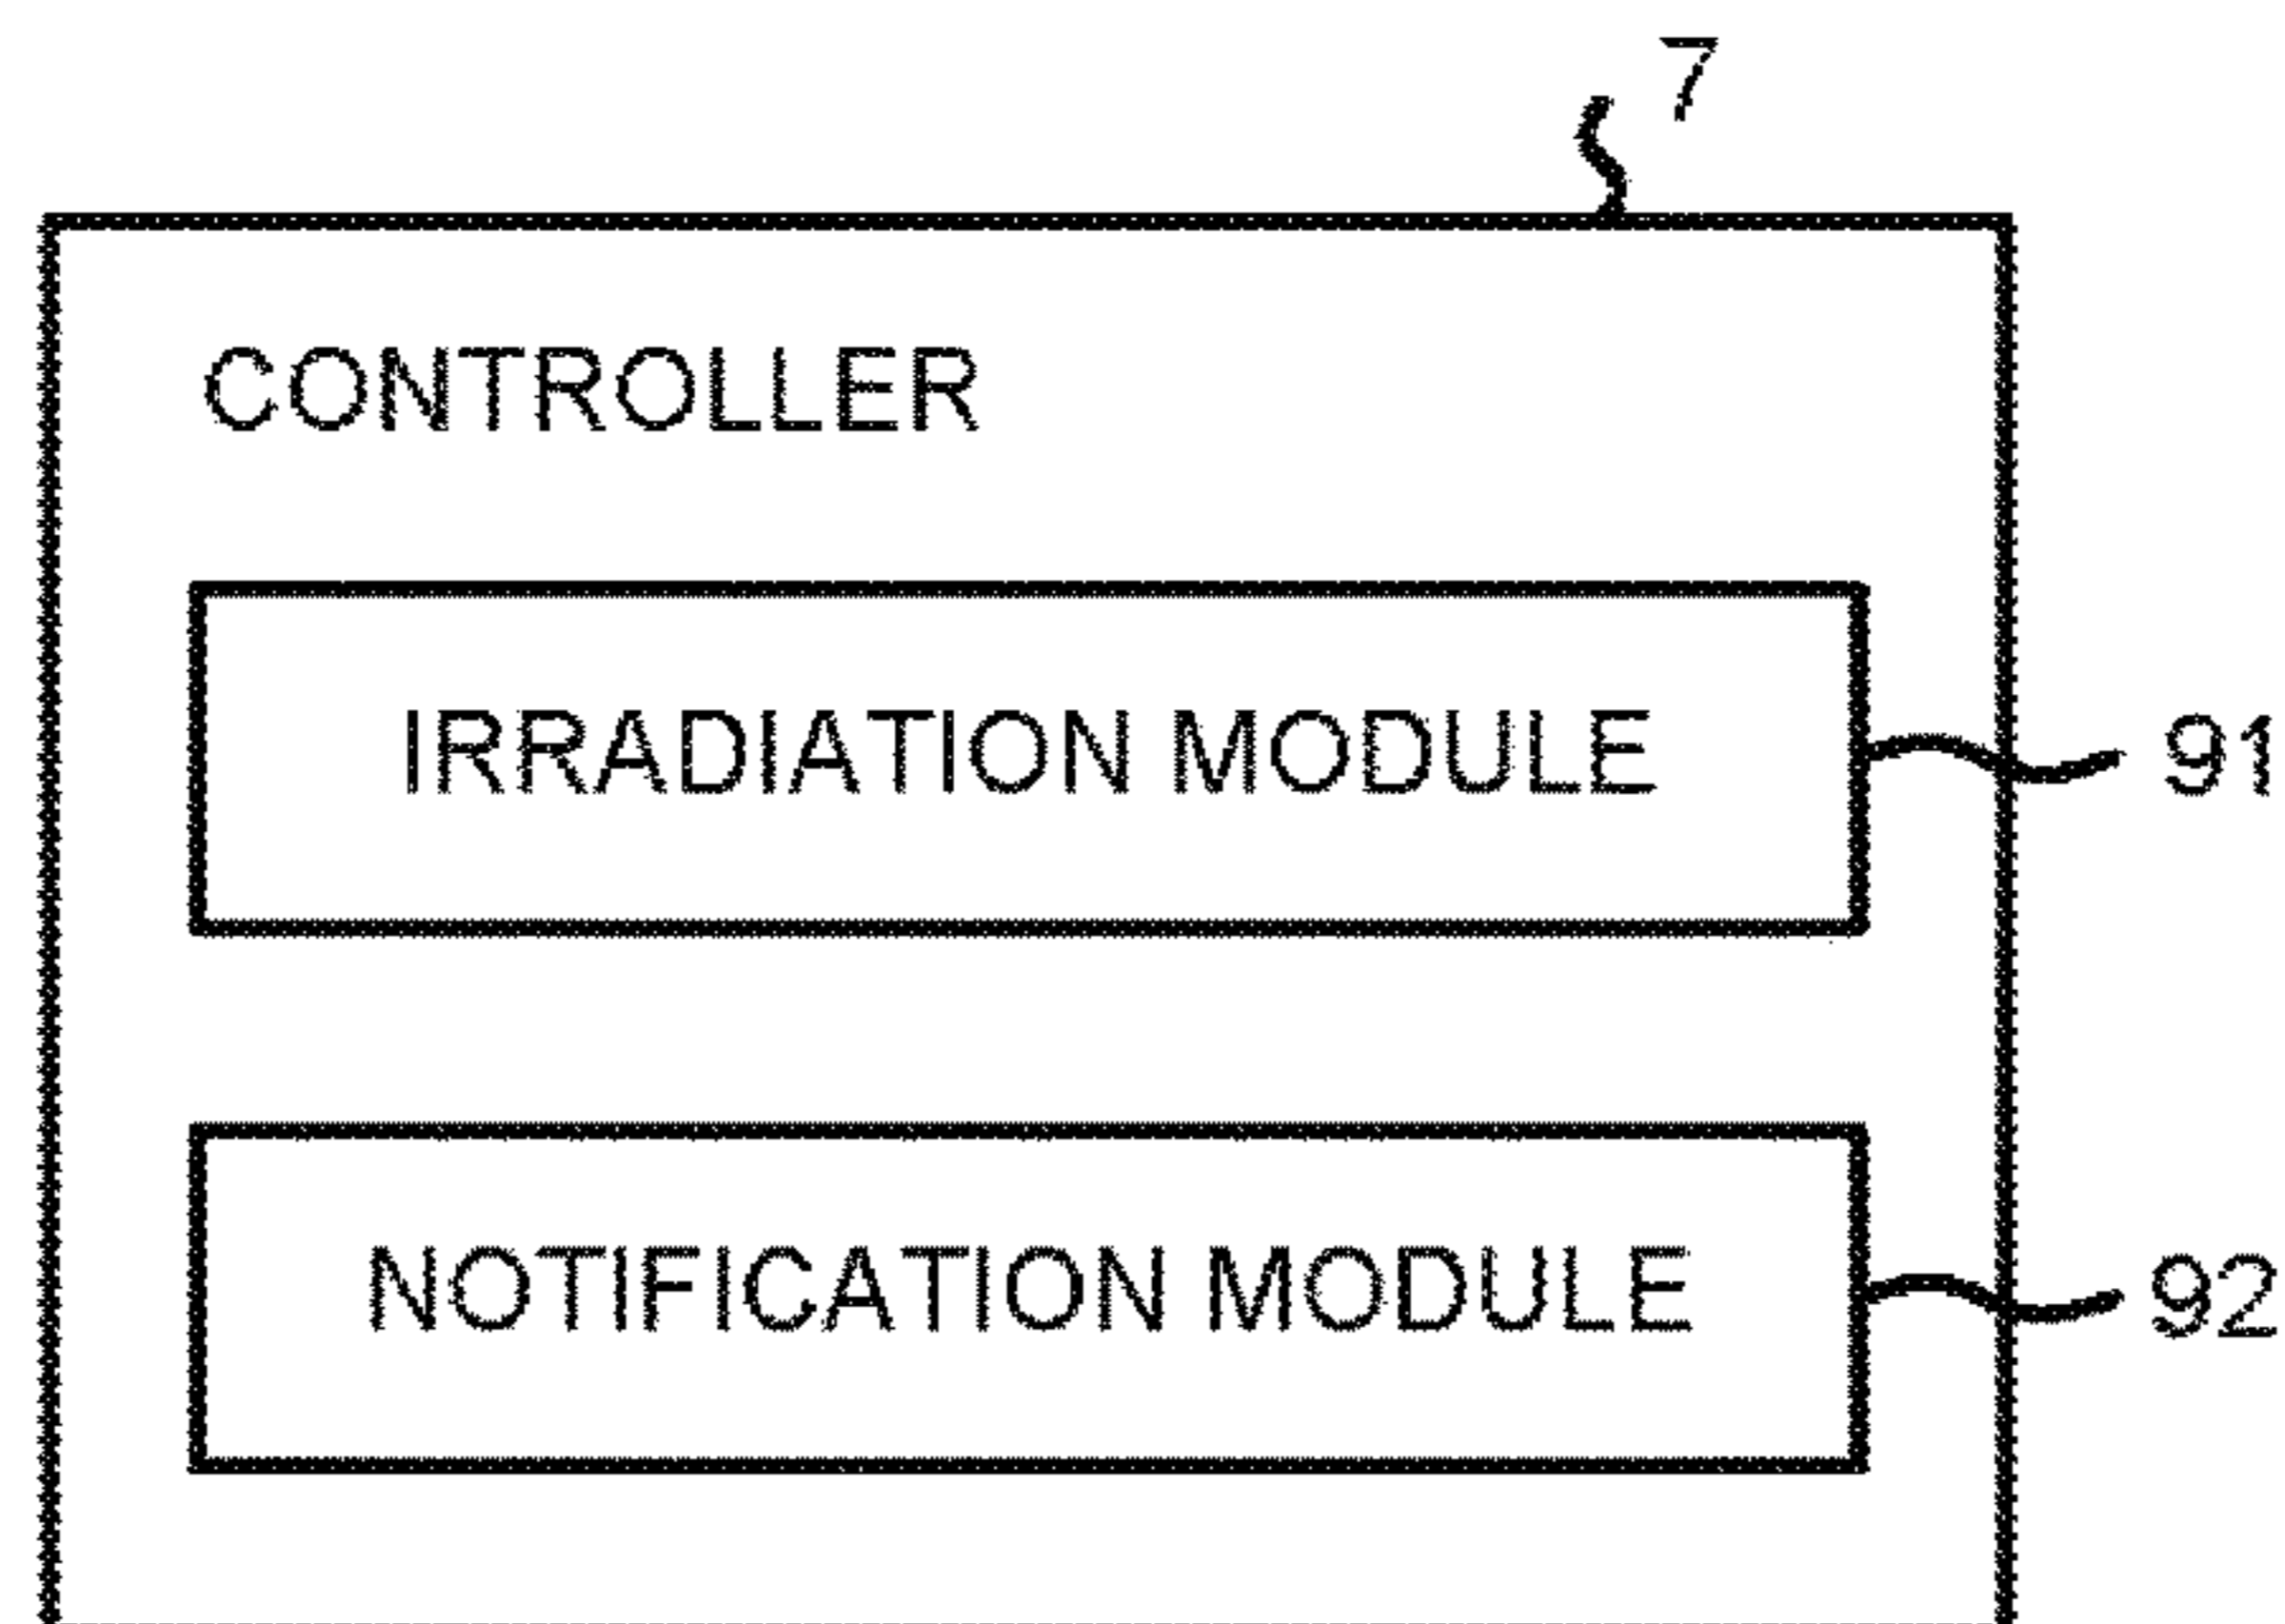 7
CONTROLLER
IRRADIATION MODULE
91
NOTIFICATION MODULE
92